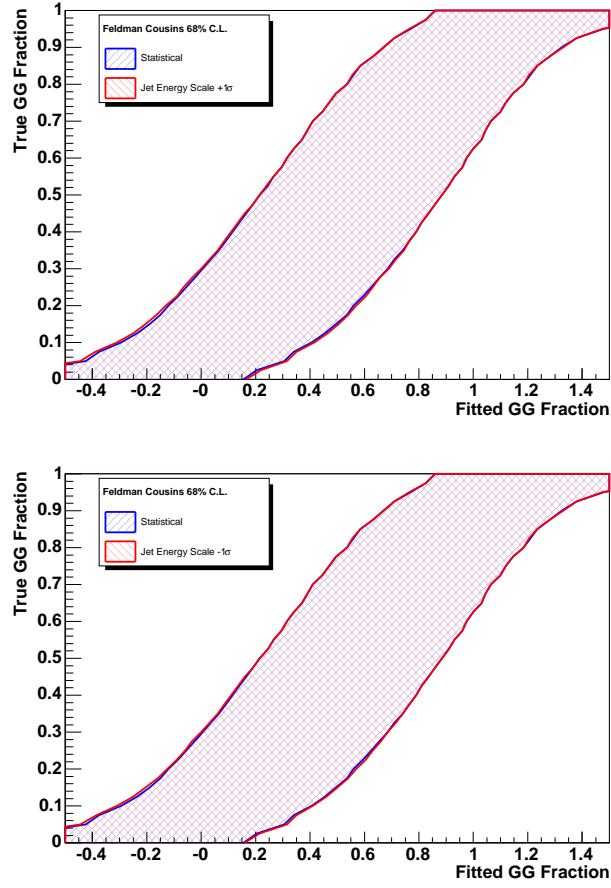 Feldman Cousins 68% C.L.
Statistical
Jet Energy Scale +1σ
True GG Fraction
1
0.9
0.8
0.7
0.6
0.5
0.4
0.3
0.2
0.1
0
-0.4 -0.2 -0 0.2 0.4 0.6 0.8 1 1.2 1.4
Fitted GG Fraction
Feldman Cousins 68% C.L.
Statistical
Jet Energy Scale -1σ
True GG Fraction
1
0.9
0.8
0.7
0.6
0.5
0.4
0.3
0.2
0.1
0
-0.4 -0.2 -0 0.2 0.4 0.6 0.8 1 1.2 1.4
Fitted GG Fraction